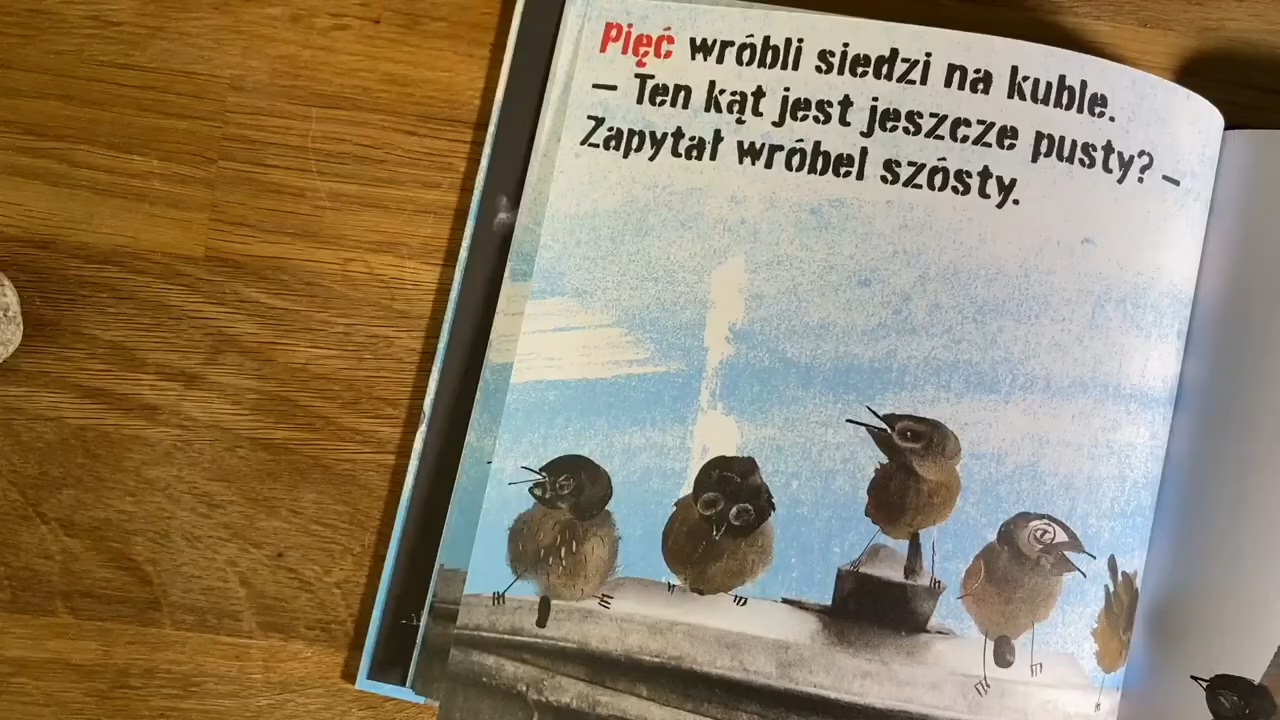 Pięć wróbli siedzi na kuble.
– Ten kąt jest jeszcze pusty? –
Zapytał wróbel szósty.